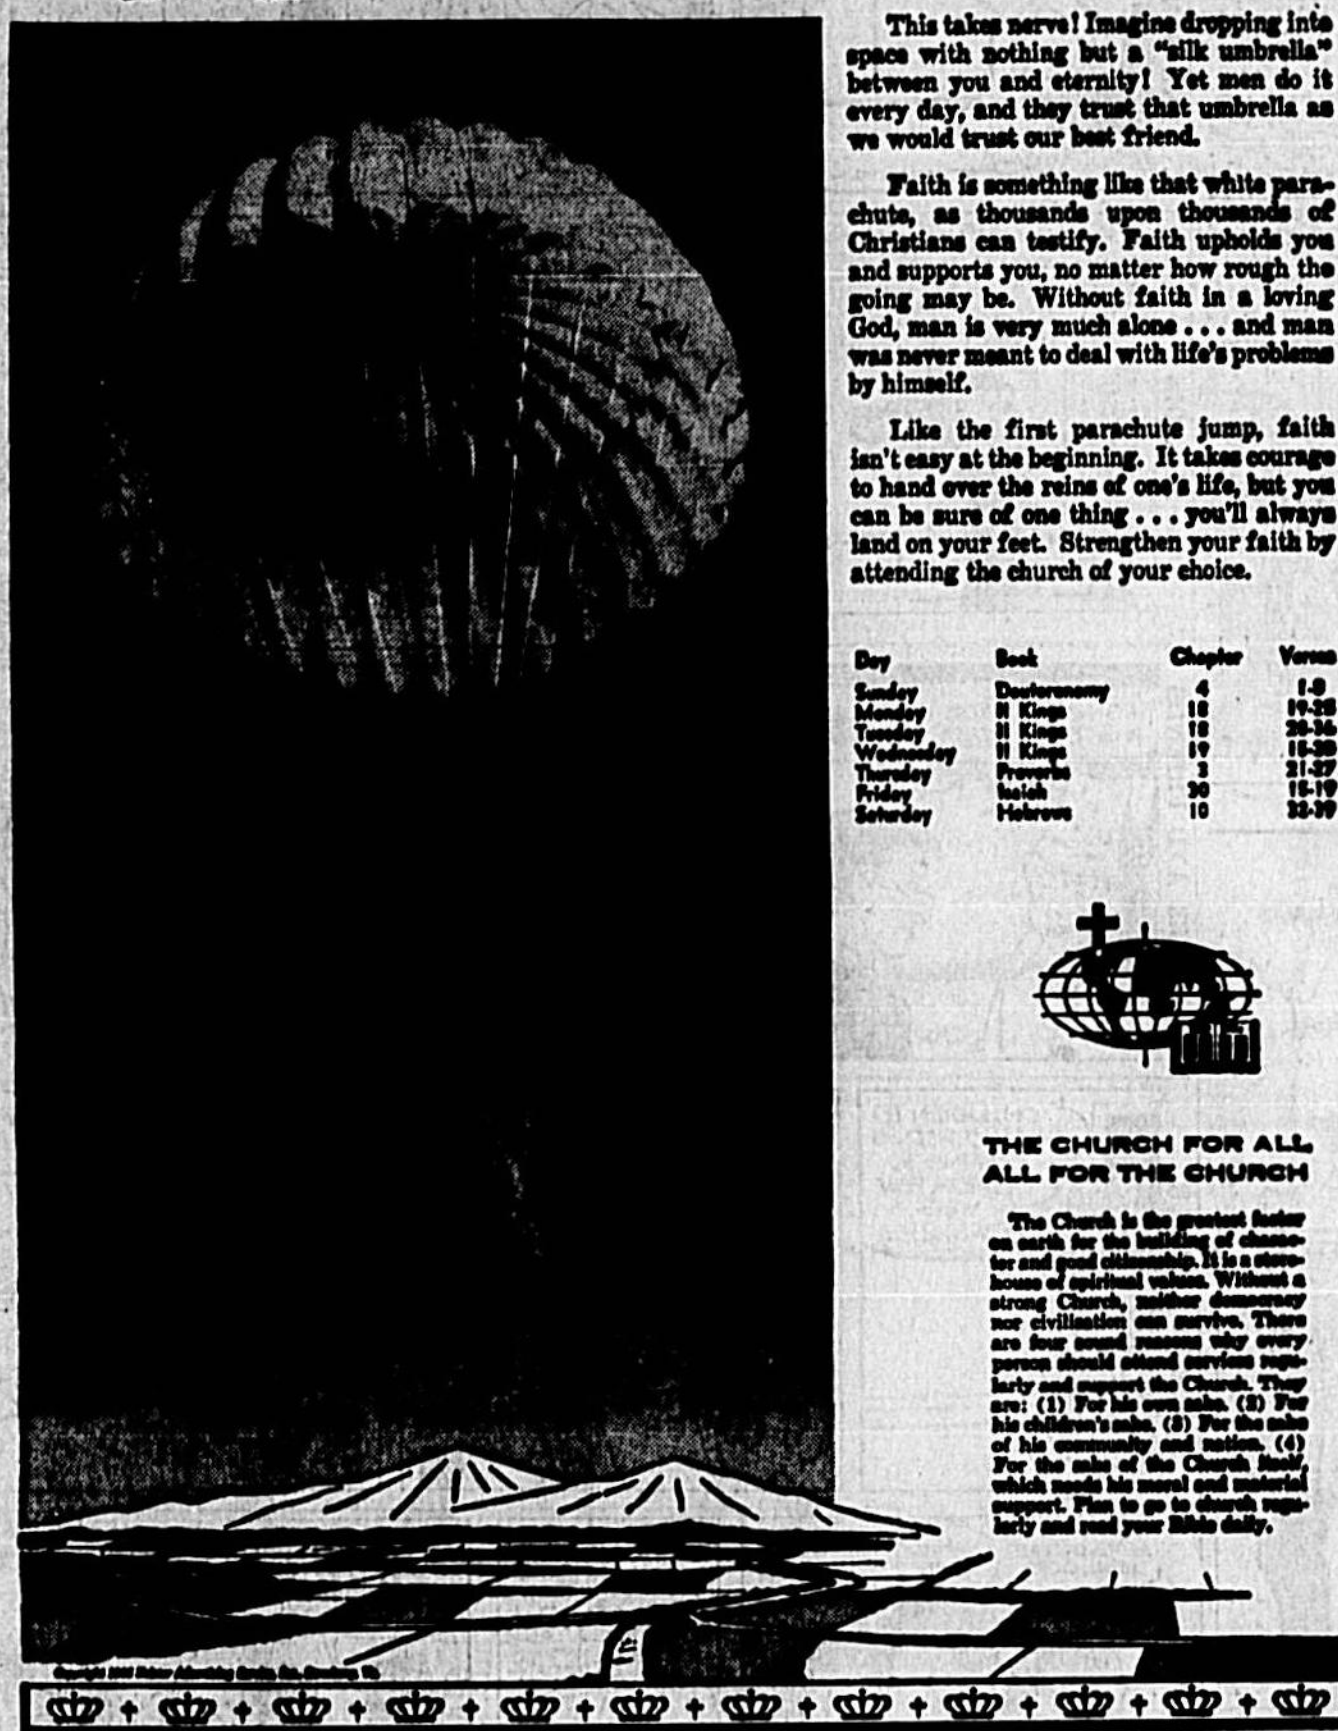 This takes nerve! Imagine dropping into
space with nothing but a "silk umbrella"
between you and eternity! Yet men do it
every day, and they trust that umbrella as
we would trust our best friend.
Faith is something like that white para-
chute, as thousands upon thousands of
Christians can testify. Faith upholds you
and supports you, no matter how rough the
going may be. Without faith in a loving
God, man is very much alone . . . and man
was never meant to deal with life's problems
by himself.
Like the first parachute jump, faith
isn't easy at the beginning. It takes courage
to hand over the reins of one's life, but you
can be sure of one thing . . . you'll always
land on your feet. Strengthen your faith by
attending the church of your choice.
Day Book Chapter Verses
Sunday Deuteronomy 4
Monday II Kings 18
Tuesday II Kings 18
Wednesday II Kings 19
Thursday Proverbs 3 21-27
Friday Isaiah 30 15-19
Saturday Hebrews 10
THE CHURCH FOR ALL
ALL FOR THE CHURCH
The Church is the greatest factor
on earth for the building of charac-
ter and good citizenship. It is a store-
house of spiritual values. Without a
strong Church, neither democracy
nor civilization can survive. There
are four sound reasons why every
person should attend services regu-
larly and support the Church. They
are: (1) For his own sake. (2) For
his children's sake. (3) For the sake
of his community and nation. (4)
For the sake of the Church itself,
which needs his moral and material
support. Plan to go to church regu-
larly and read your Bible daily.
Copyright Advertising Service, Inc.